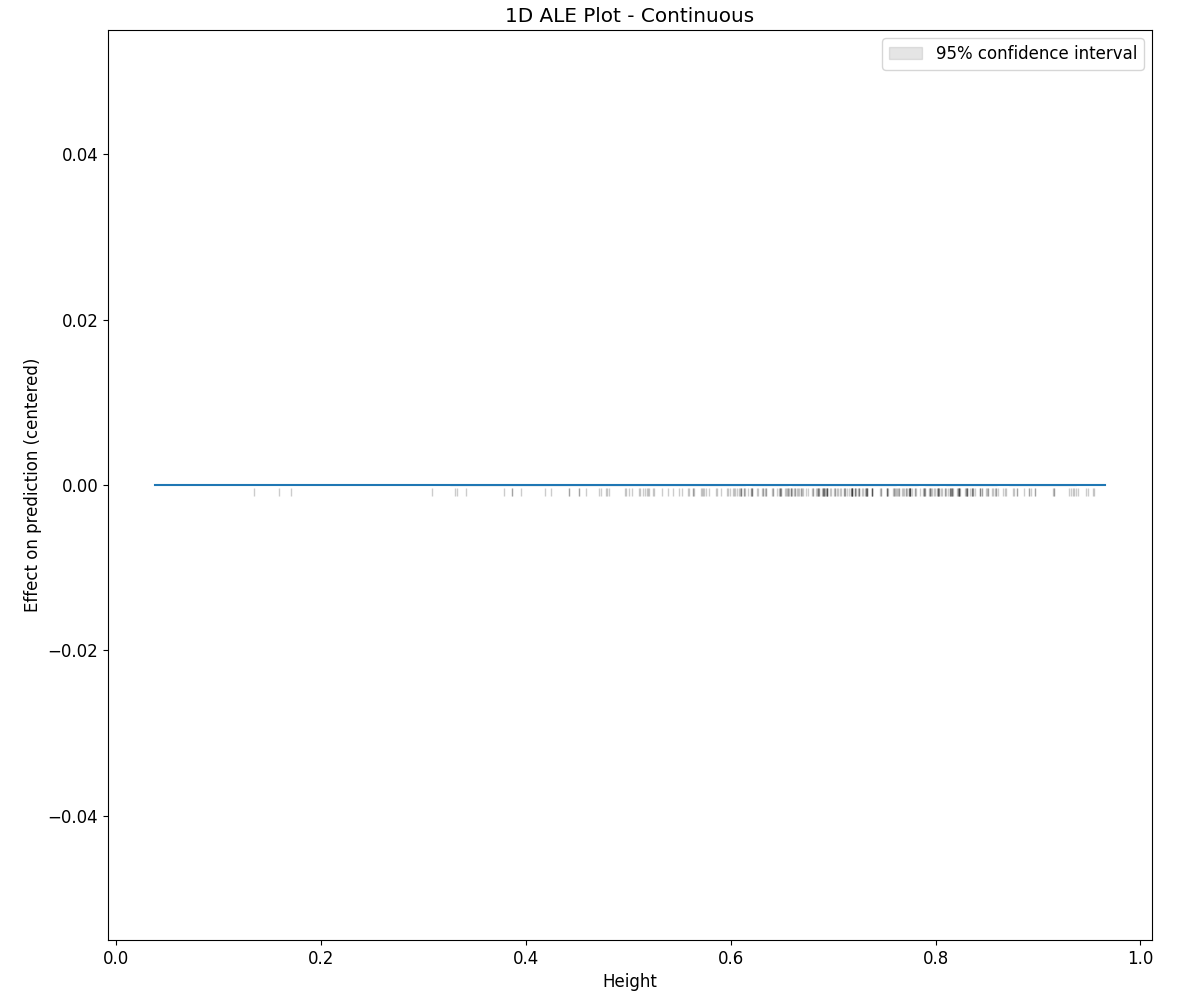 1D ALE Plot - Continuous
95% confidence interval
0.04
0.02
0.00
−0.02
−0.04
Effect on prediction (centered)
0.0
0.2
0.4
0.6
0.8
1.0
Height